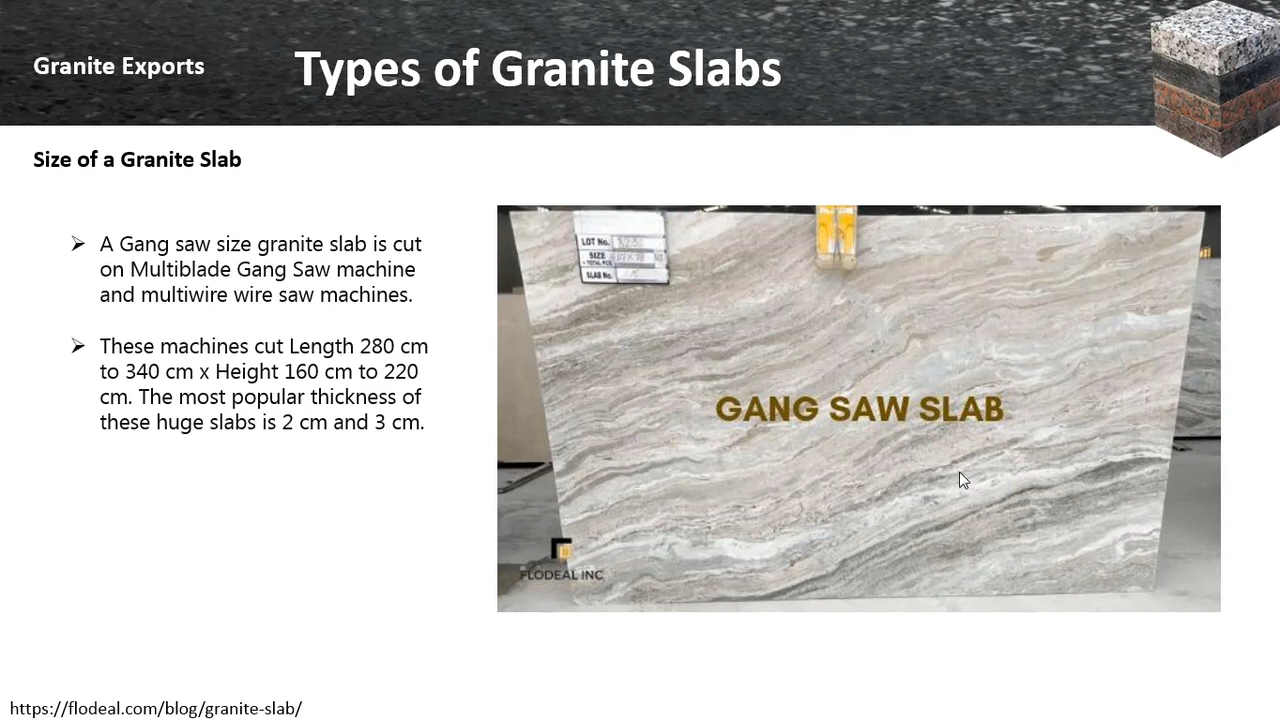 Granite Exports
Types of Granite Slabs
Size of a Granite Slab
➢ A Gang saw size granite slab is cut
on Multiblade Gang Saw machine
and multiwire wire saw machines.
➢ These machines cut Length 280 cm
to 340 cm x Height 160 cm to 220
cm. The most popular thickness of
these huge slabs is 2 cm and 3 cm.
LOT No.
SIZE
SLAB No.
GANG SAW SLAB
FLODEAL INC
https://flodeal.com/blog/granite-slab/